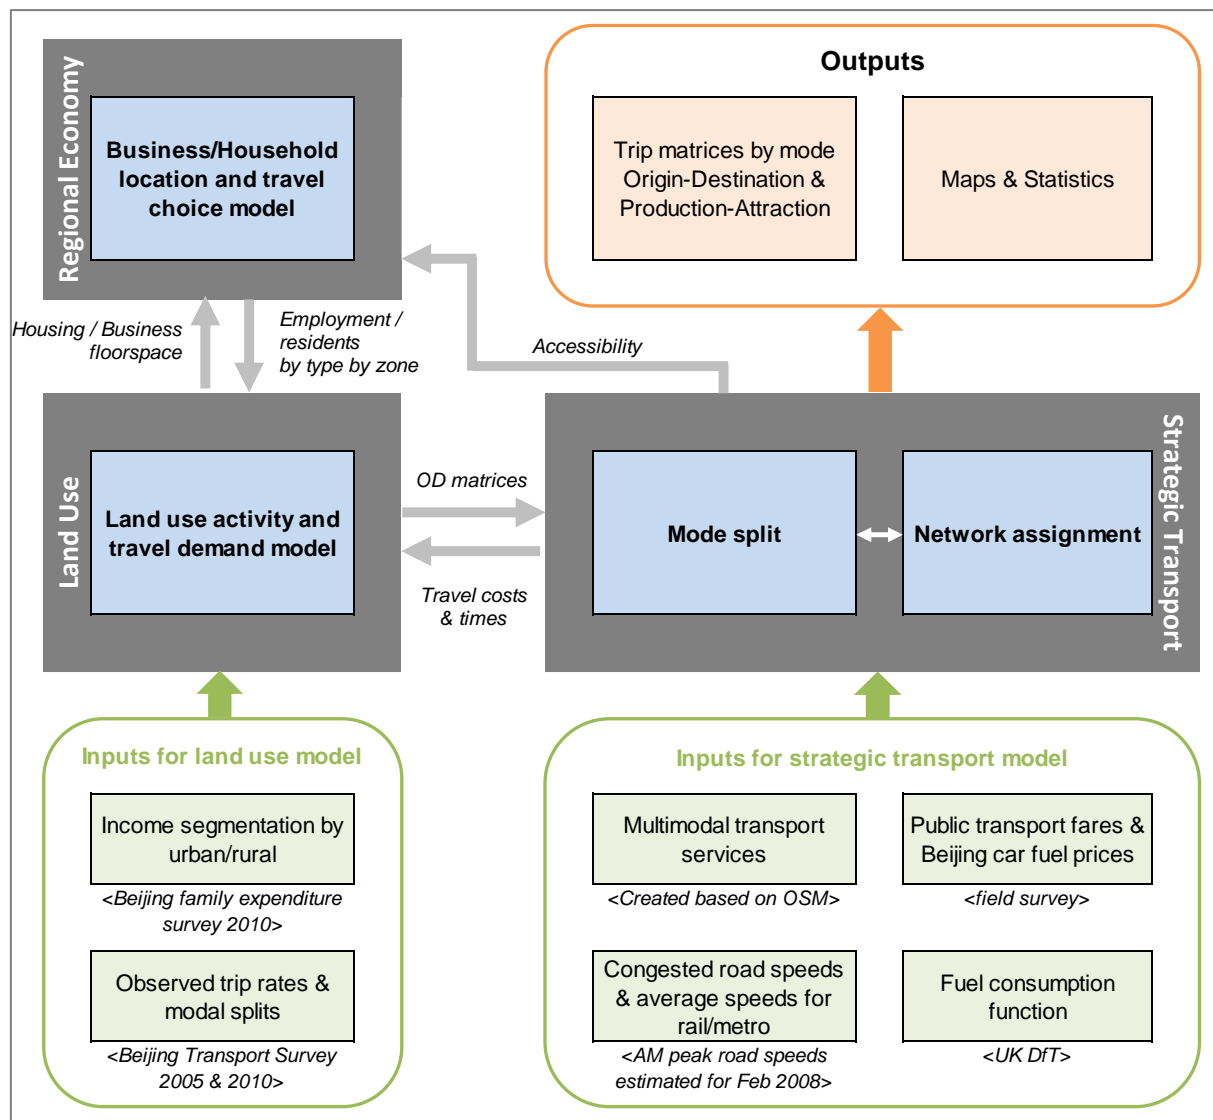 Regional Economy
Business/Household
location and travel
choice model
Outputs
Trip matrices by mode
Origin-Destination &
Production-Attraction
Maps & Statistics
Housing / Business
floorspace
Employment /
residents
by type by zone
Accessibility
Land Use
Land use activity and
travel demand model
OD matrices
Travel costs
& times
Mode split
Network assignment
Strategic Transport
Inputs for land use model
Income segmentation by
urban/rural
<Beijing family expenditure
survey 2010>
Observed trip rates &
modal splits
<Beijing Transport Survey
2005 & 2010>
Inputs for strategic transport model
Multimodal transport
services
<Created based on OSM>
Public transport fares &
Beijing car fuel prices
<field survey>
Congested road speeds
& average speeds for
rail/metro
<AM peak road speeds
estimated for Feb 2008>
Fuel consumption
function
<UK DfT>